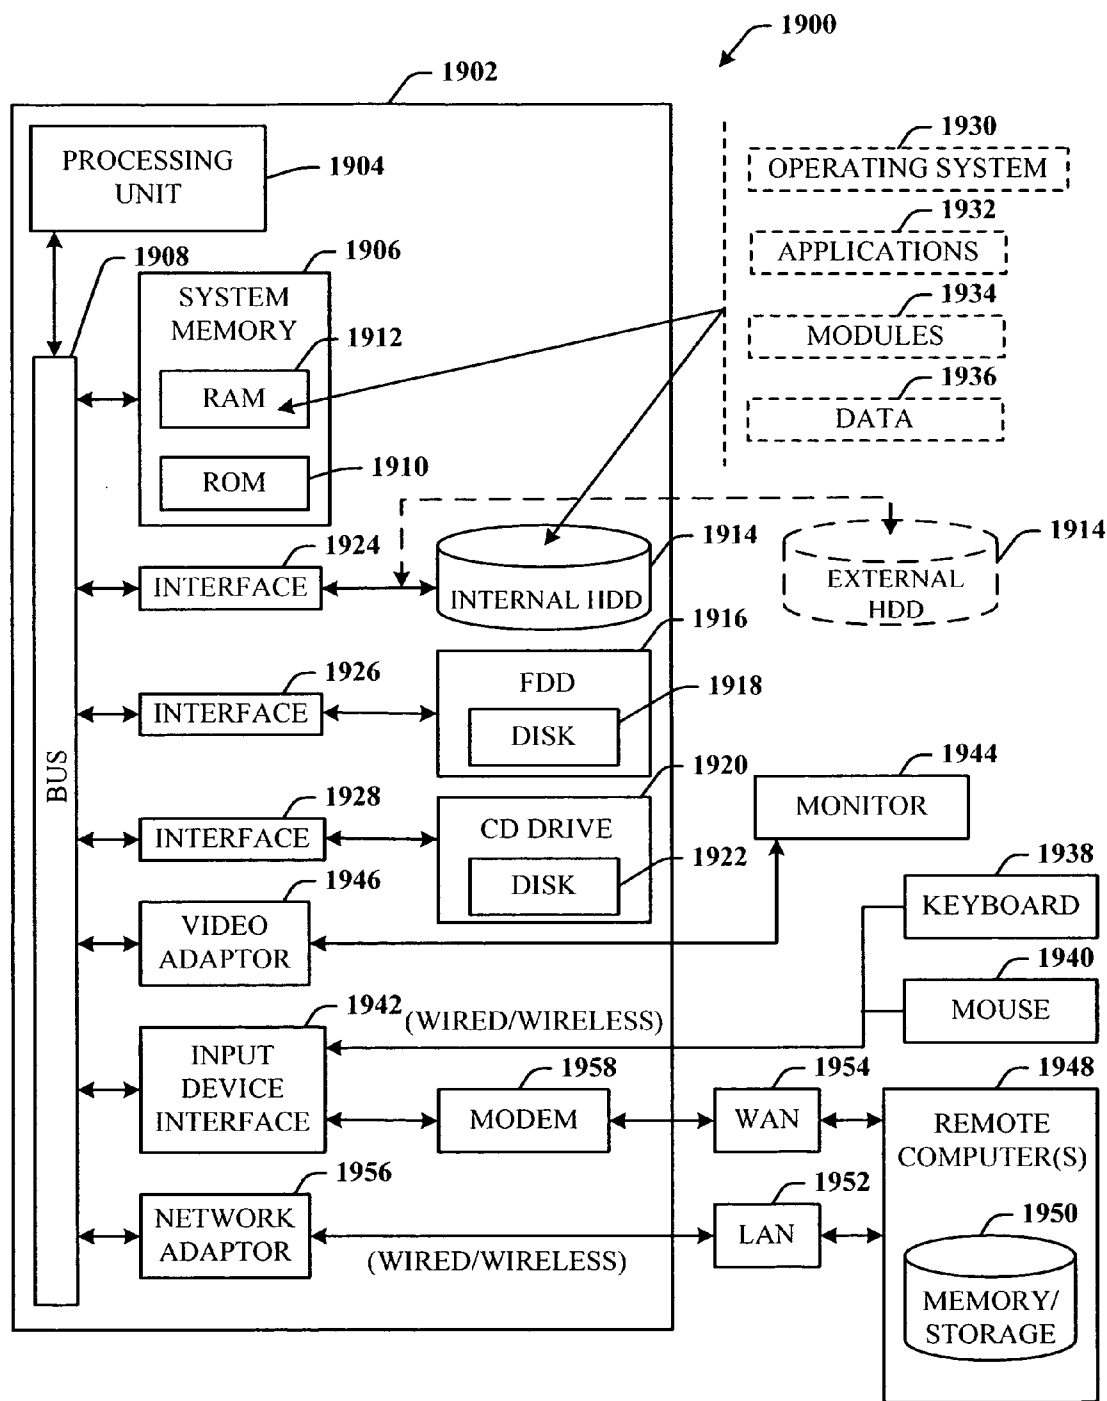 1900
1902
PROCESSING
UNIT
1904
1930
OPERATING SYSTEM
1932
APPLICATIONS
1934
MODULES
1936
DATA
1908
1906
SYSTEM
MEMORY
1912
RAM
1910
ROM
BUS
1924
INTERFACE
1914
INTERNAL HDD
1914
EXTERNAL
HDD
1926
INTERFACE
1916
FDD
1918
DISK
1928
INTERFACE
1920
CD DRIVE
1922
DISK
1944
MONITOR
1946
VIDEO
ADAPTOR
1938
KEYBOARD
1940
MOUSE
1942
INPUT
DEVICE
INTERFACE
(WIRED/WIRELESS)
1958
MODEM
1954
WAN
1948
REMOTE
COMPUTER(S)
1956
NETWORK
ADAPTOR
(WIRED/WIRELESS)
1952
LAN
1950
MEMORY/
STORAGE